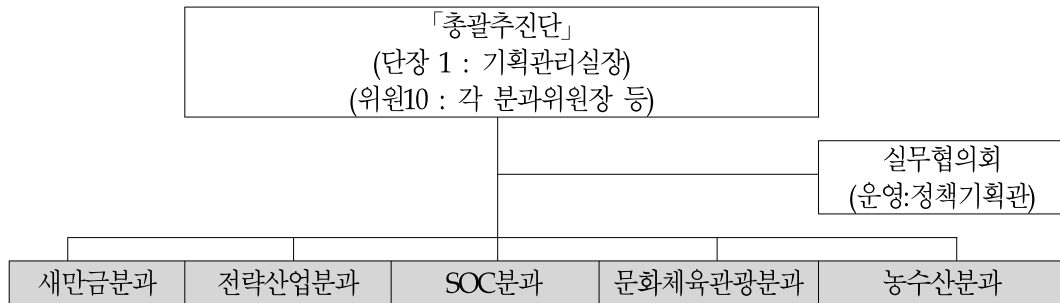 「총괄추진단」
(단장 1 : 기획관리실장)
(위원10 : 각 분과위원장 등)
실무협의회
(운영:정책기획관)
새만금분과 전략산업분과 SOC분과 문화체육관광분과 농수산분과